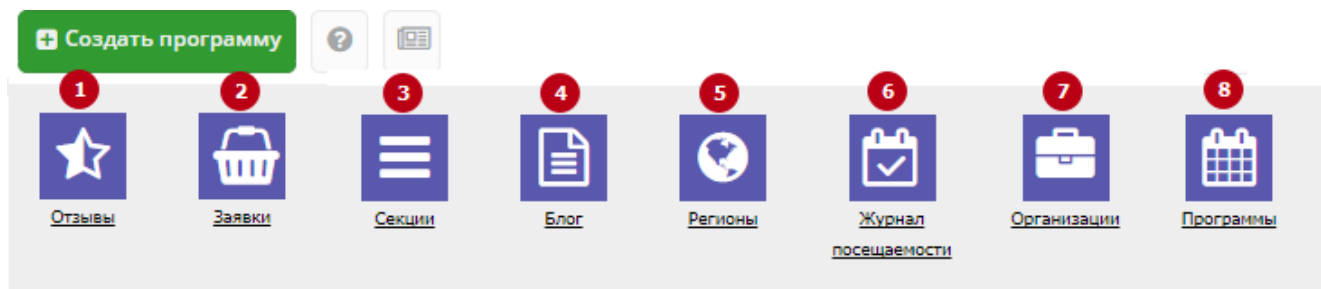 Создать программу
1 2 3 4 5 6 7 8
Отзывы Заявки Секции Блог Регионы Журнал Организации Программы
посещаемости